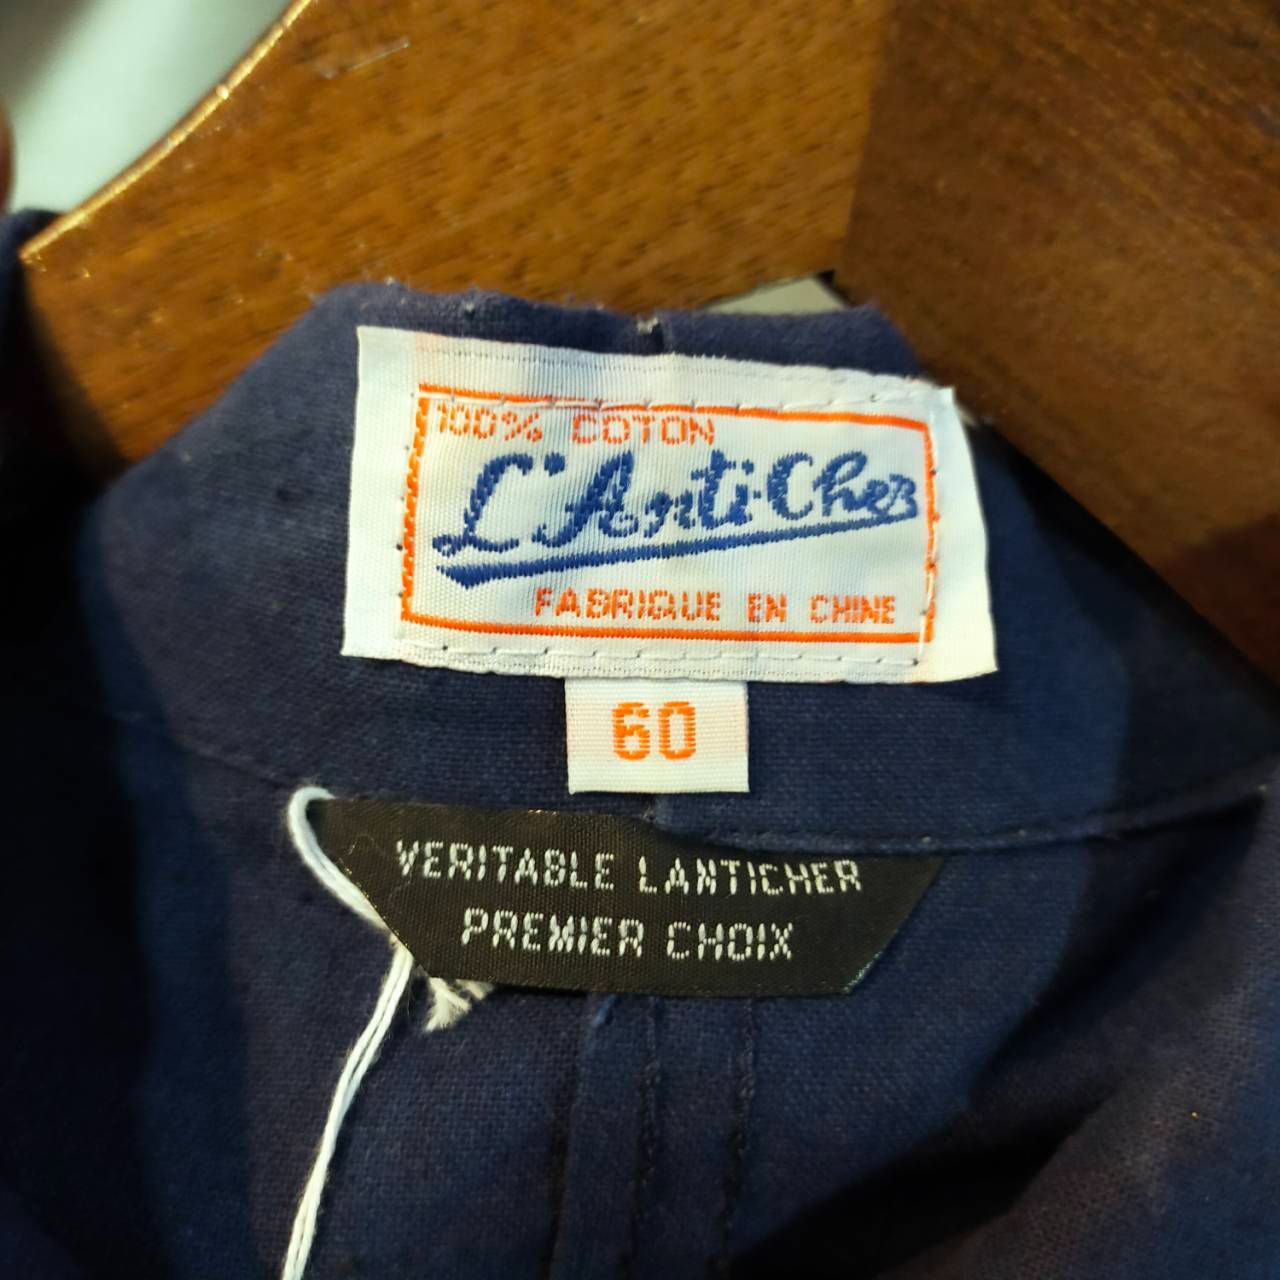 100% COTON
L'Anti-Cher
FABRIQUE EN CHINE
60
VERITABLE LANTICHER
PREMIER CHOIX